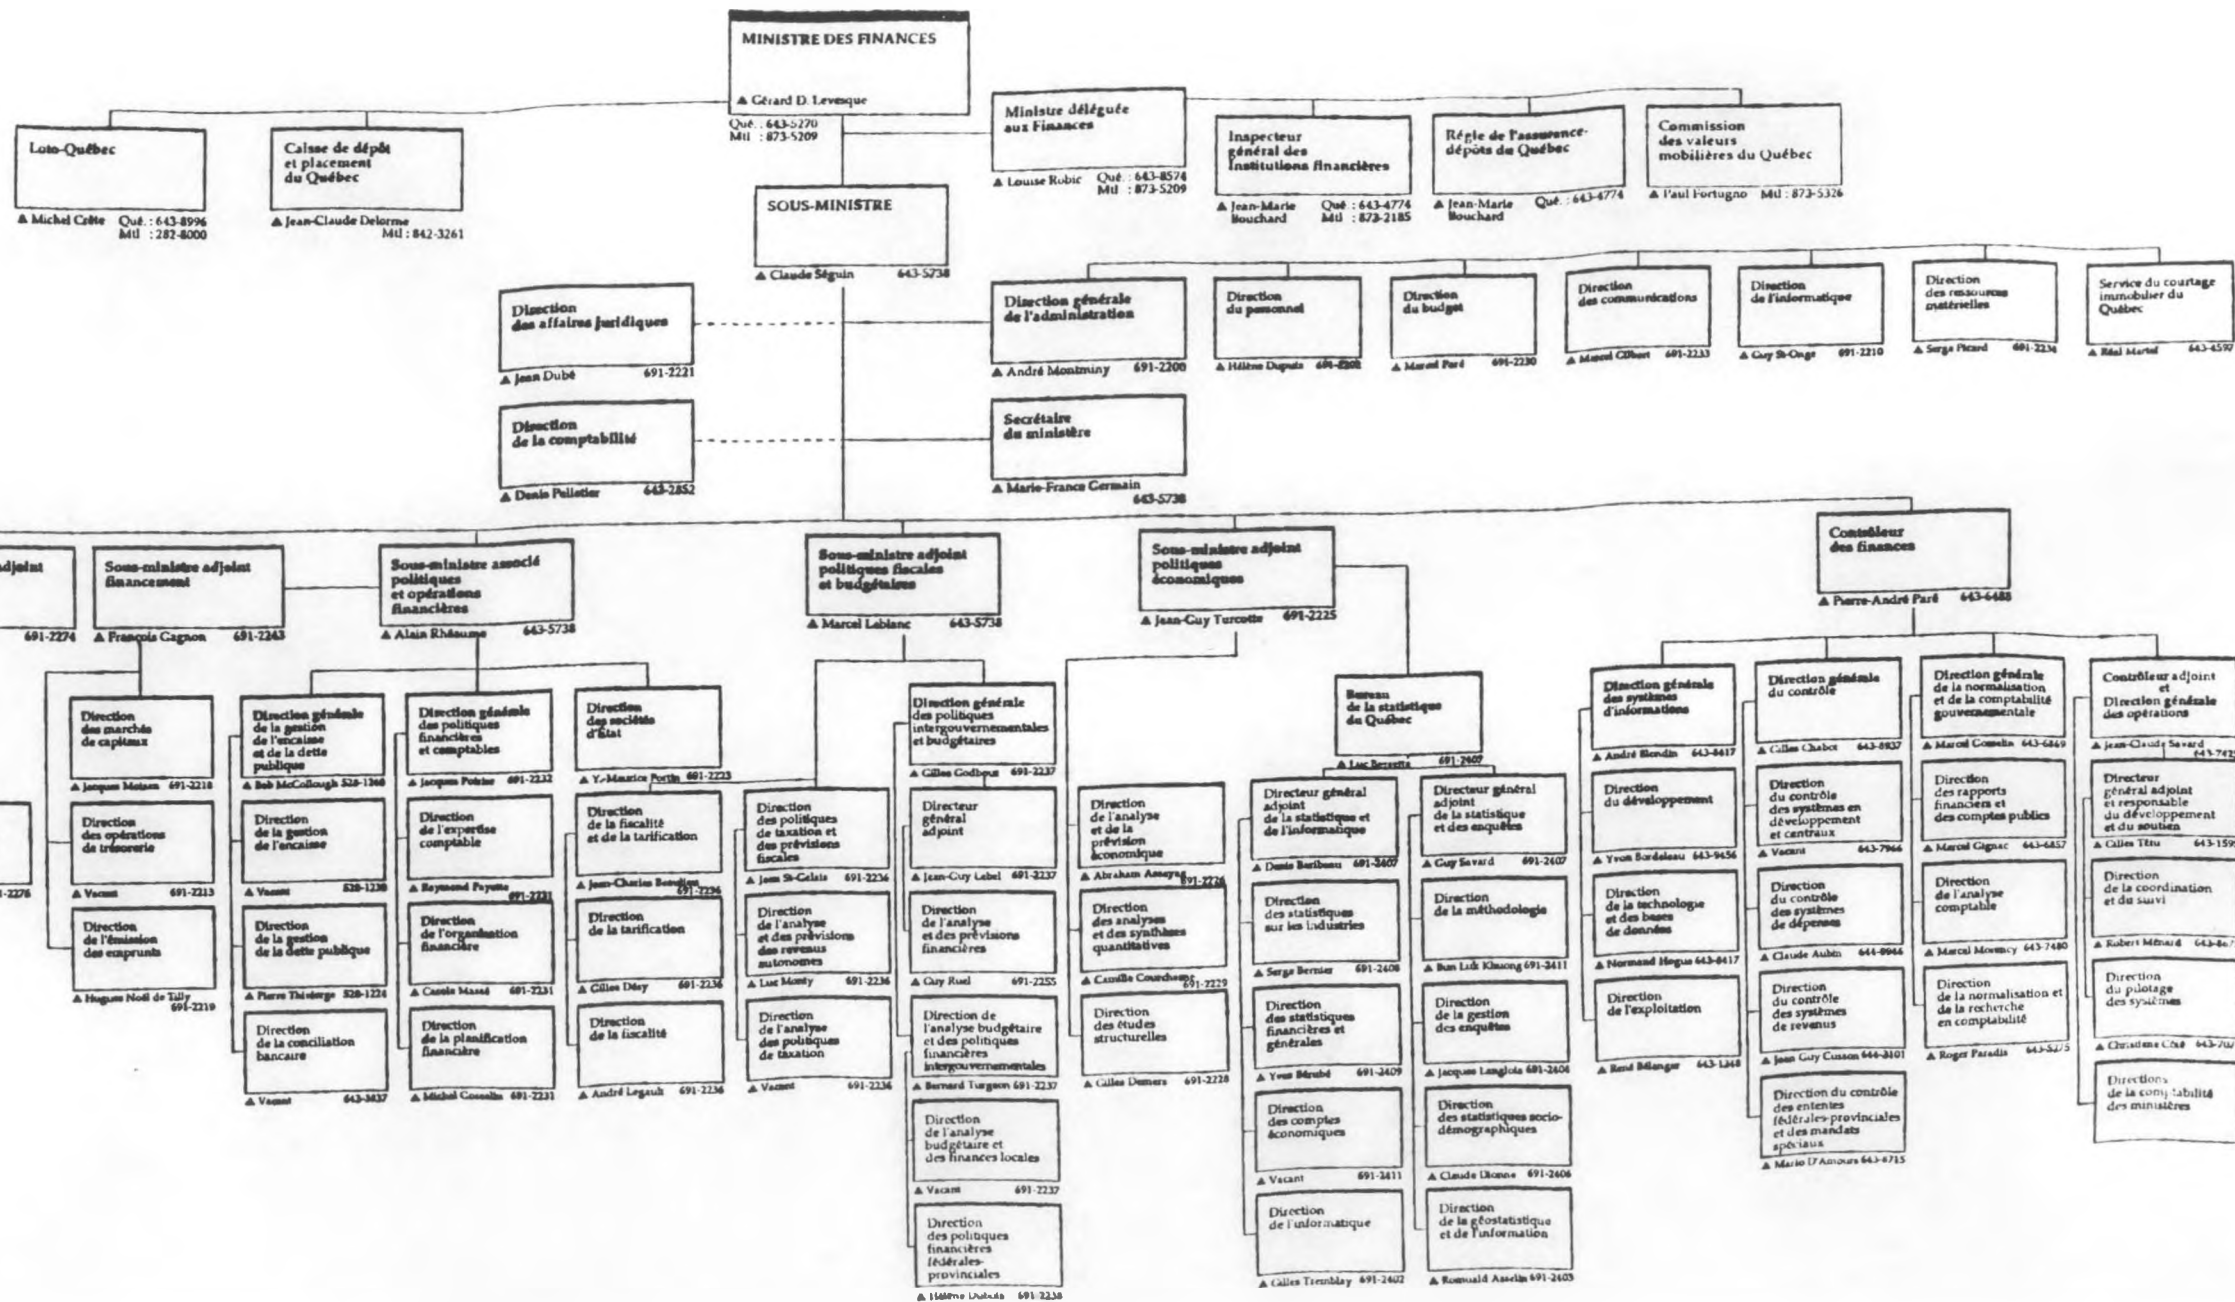 MINISTRE DES FINANCES
▲ Gérard D. Levesque
Qué. : 643-5270
Mtl : 873-5209
Loto-Québec
▲ Michel Crête Qué. : 643-8996
Mtl : 282-8000
Caisse de dépôt
et placement
du Québec
▲ Jean-Claude Delorme
Mtl : 842-3261
Ministre déléguée
aux Finances
▲ Louise Robic Qué. : 643-8574
Mtl : 873-5209
Inspecteur
général des
Institutions financières
▲ Jean-Marie Qué : 643-4774
Bouchard Mtl : 873-2185
Régie de l'assurance-
dépôts du Québec
▲ Jean-Marie Qué. : 643-4774
Bouchard
Commission
des valeurs
mobilières du Québec
▲ Paul Fortugno Mtl : 873-5326
SOUS-MINISTRE
▲ Claude Séguin 643-5738
Direction
des affaires juridiques
▲ Jean Dubé 691-2221
Direction générale
de l'administration
▲ André Montminy 691-2200
Direction
du personnel
▲ Hélène Dupuis
Direction
du budget
▲ Marcel Paré 691-2230
Direction
des communications
▲ Marcel Gilbert 691-2233
Direction
de l'informatique
▲ Guy St-Onge 691-2210
Direction
des ressources
matérielles
▲ Serge Picard 691-2234
Service du courtage
immobilier du
Québec
▲ Réal Martel 643-4597
Direction
de la comptabilité
▲ Denis Pelletier 643-2852
Secrétaire
du ministère
▲ Marie-France Germain
643-5738
adjoint
691-2274
Sous-ministre adjoint
financement
▲ François Gagnon 691-2243
Sous-ministre associé
politiques
et opérations
financières
▲ Alain Rhéaume 643-5738
Sous-ministre adjoint
politiques fiscales
et budgétaires
▲ Marcel Leblanc 643-5738
Sous-ministre adjoint
politiques
économiques
▲ Jean-Guy Turcotte 691-2225
Contrôleur
des finances
▲ Pierre-André Paré 643-6488
1-2276
Direction
des marchés
de capitaux
▲ Jacques 691-2218
Direction
des opérations
de trésorerie
▲ Vacant 691-2213
Direction
de l'émission
des emprunts
▲ Hugues Noël de Tilly
691-2219
Direction générale
de la gestion
de l'encaisse
et de la dette
publique
▲ Bob McCollough
Direction
de la gestion
de l'encaisse
▲ Vacant
Direction
de la gestion
de la dette publique
▲ Pierre Thivierge 528-1224
Direction
de la conciliation
bancaire
▲ Vacant
Direction générale
des politiques
financières
et comptables
▲ Jacques 691-2232
Direction
de l'expertise
comptable
▲ Raymond Payette
691-2231
Direction
de l'organisation
financière
▲ Carole Massé 691-2231
Direction
de la planification
financière
▲ Michel Gosselin 691-2231
Direction
des sociétés
d'État
▲ Y.-Maurice Fortin 691-2223
Direction
de la fiscalité
et de la tarification
▲ Jean-Charles Beaulieu
691-2236
Direction
de la tarification
▲ Gilles Déry 691-2236
Direction
de la fiscalité
▲ André Legault 691-2236
Direction
des politiques
de taxation et
des prévisions
fiscales
▲ Jean St-Gelais 691-2236
Direction
de l'analyse
et des prévisions
des revenus
autonomes
▲ Luc Monty 691-2236
Direction
de l'analyse
des politiques
de taxation
▲ Vacant 691-2236
Direction générale
des politiques
intergouvernementales
et budgétaires
▲ Gilles Godbout 691-2237
Directeur
général
adjoint
▲ Jean-Guy Lebel 691-2237
Direction
de l'analyse
et des prévisions
financières
▲ Guy Ruel 691-2255
Direction de
l'analyse budgétaire
et des politiques
financières
intergouvernementales
▲ Bernard Turgeon 691-2237
Direction
de l'analyse
budgétaire et
des finances locales
▲ Vacant 691-2237
Direction
des politiques
financières
fédérales-
provinciales
▲ Hélène 691-2238
Direction
de l'analyse
et de la
prévision
économique
▲ Abraham Assayag
691-2226
Direction
des analyses
et des synthèses
quantitatives
▲ Camille Courchesne
691-2229
Direction
des études
structurelles
▲ Gilles Demers 691-2228
Bureau
de la statistique
du Québec
▲ Luc 691-2407
Directeur général
adjoint
de la statistique et
de l'informatique
▲ Denis Baribeau 691-2407
Direction
des statistiques
sur les industries
▲ Serge Bernier 691-2408
Direction
des statistiques
financières et
générales
▲ Yves Bérubé 691-2409
Direction
des comptes
économiques
▲ Vacant 691-2411
Direction
de l'informatique
▲ Gilles Tremblay 691-2402
Directeur général
adjoint
de la statistique
et des enquêtes
▲ Guy Savard 691-2407
Direction
de la méthodologie
▲ Bun Luk Khuong 691-2411
Direction
de la gestion
des enquêtes
▲ Jacques Langlois 691-2404
Direction
des statistiques socio-
démographiques
▲ Claude Dionne 691-2406
Direction
de la géostatistique
et de l'information
▲ Romuald Asselin 691-2403
Direction générale
des systèmes
d'informations
▲ André Blondin 643-8417
Direction
du développement
▲ Yvon Bordeleau 643-9456
Direction
de la technologie
et des bases
de données
▲ Normand Hogue 643-8417
Direction
de l'exploitation
▲ René Bélanger 643-1348
Direction générale
du contrôle
▲ Gilles Chabot 643-8937
Direction
du contrôle
des systèmes en
développement
et centraux
▲ Vacant 643-7966
Direction
du contrôle
des systèmes
de dépenses
▲ Claude Aubin
Direction
du contrôle
des systèmes
de revenus
▲ Jean Guy Cusson
Direction du contrôle
des ententes
fédérales-provinciales
et des mandats
spéciaux
▲ Mario D'Amours 643-8715
Direction générale
de la normalisation
et de la comptabilité
gouvernementale
▲ Marcel Gosselin 643-6869
Direction
des rapports
financiers et
des comptes publics
▲ Marcel Gignac 643-6857
Direction
de l'analyse
comptable
▲ Marcel Morency 643-7480
Direction
de la normalisation et
de la recherche
en comptabilité
▲ Roger Paradis 643-5275
Contrôleur adjoint
et
Direction générale
des opérations
▲ Jean-Claude Savard
Directeur
général adjoint
et responsable
du développement
et du soutien
▲ Gilles Têtu
Direction
de la coordination
et du suivi
▲ Robert Ménard
Direction
du pilotage
des systèmes
▲ Christiane Côté
Directions
de la comptabilité
des ministères